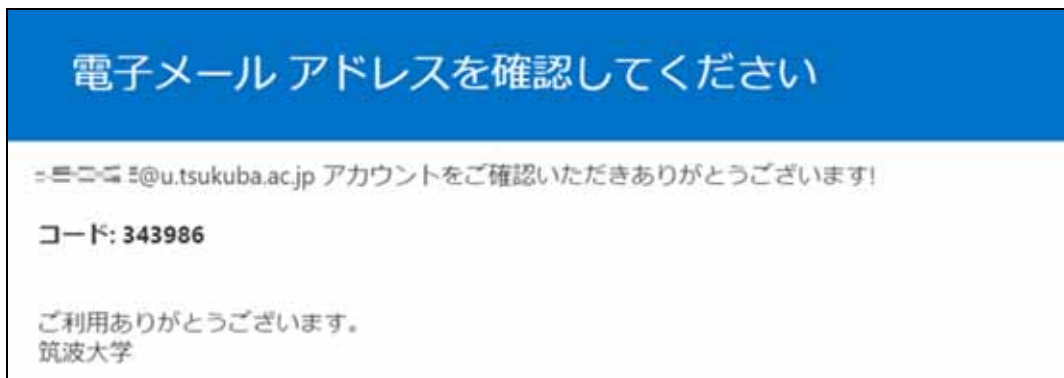 電子メール アドレスを確認してください
@u.tsukuba.ac.jp アカウントをご確認いただきありがとうございます!
コード: 343986
ご利用ありがとうございます。
筑波大学